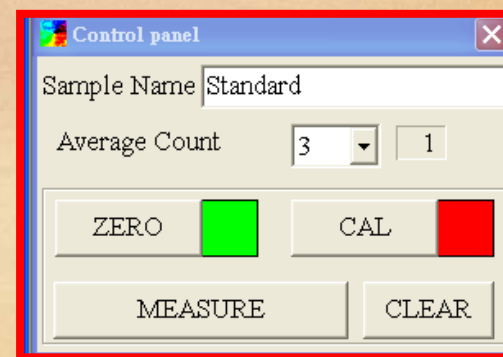 Control panel
Sample Name Standard
Average Count 3 1
ZERO CAL
MEASURE CLEAR